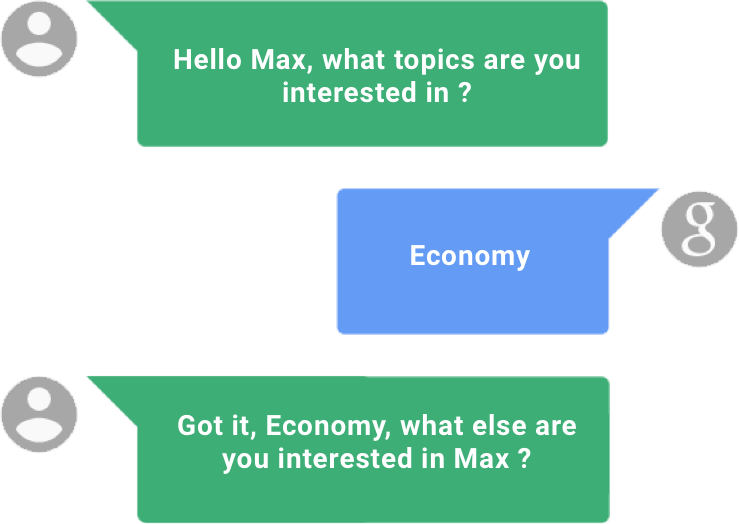 Hello Max, what topics are you
interested in ?
g
Economy
Got it, Economy, what else are
you interested in Max ?